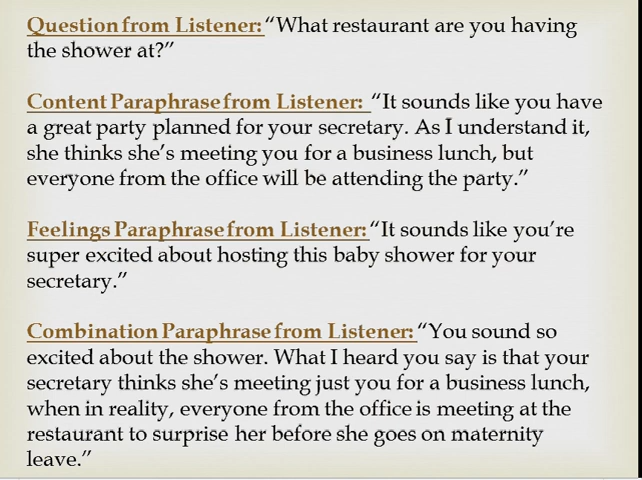 Question from Listener: “What restaurant are you having
the shower at?”
Content Paraphrase from Listener: “It sounds like you have
a great party planned for your secretary. As I understand it,
she thinks she’s meeting you for a business lunch, but
everyone from the office will be attending the party.”
Feelings Paraphrase from Listener: “It sounds like you’re
super excited about hosting this baby shower for your
secretary.”
Combination Paraphrase from Listener: “You sound so
excited about the shower. What I heard you say is that your
secretary thinks she’s meeting just you for a business lunch,
when in reality, everyone from the office is meeting at the
restaurant to surprise her before she goes on maternity
leave.”